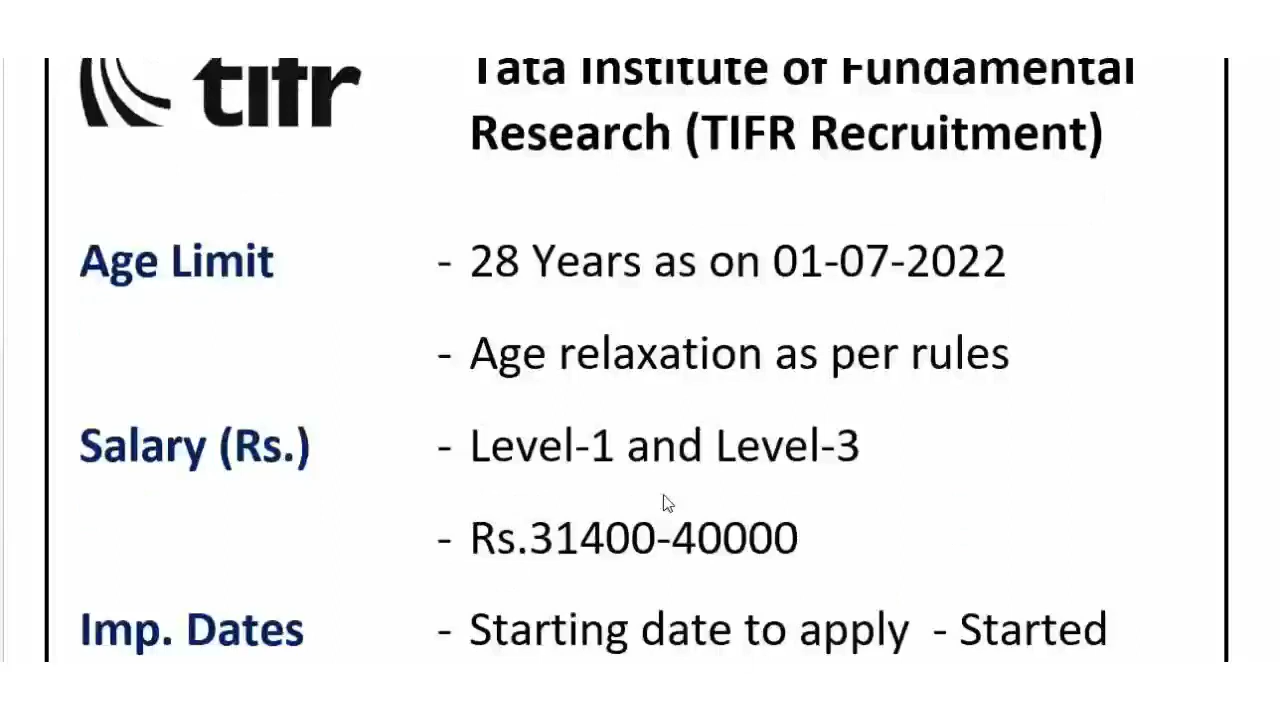 tifr
Tata Institute of Fundamental
Research (TIFR Recruitment)
Age Limit - 28 Years as on 01-07-2022
- Age relaxation as per rules
Salary (Rs.) - Level-1 and Level-3
- Rs.31400-40000
Imp. Dates - Starting date to apply - Started